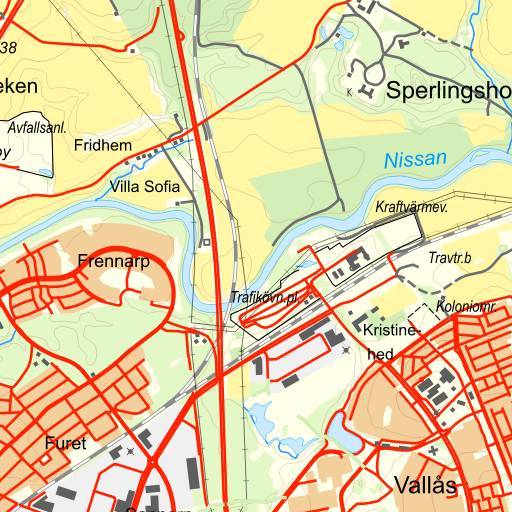 38
eken
Avfallsanl.
Fridhem
Villa Sofia
K
Sperlingsho
Nissan
Kraftvärmev.
Travtr.b
Frennarp
Trafikövn.pl.
Koloniomr.
Kristine-
hed
Furet
Vallås